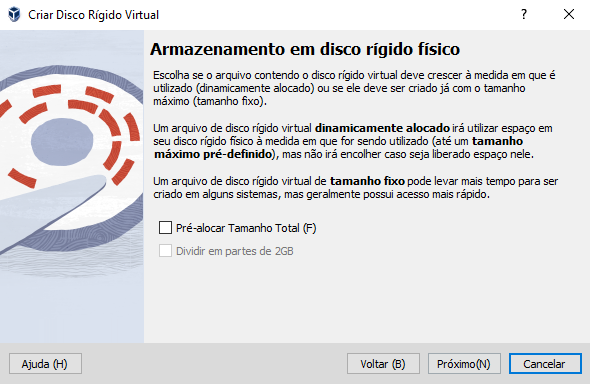 Criar Disco Rígido Virtual
?
Armazenamento em disco rígido físico
Escolha se o arquivo contendo o disco rígido virtual deve crescer à medida em que é
utilizado (dinamicamente alocado) ou se ele deve ser criado já com o tamanho
máximo (tamanho fixo).
Um arquivo de disco rígido virtual dinamicamente alocado irá utilizar espaço em
seu disco rígido físico à medida em que for sendo utilizado (até um tamanho
máximo pré-definido), mas não irá encolher caso seja liberado espaço nele.
Um arquivo de disco rígido virtual de tamanho fixo pode levar mais tempo para ser
criado em alguns sistemas, mas geralmente possui acesso mais rápido.
Pré-alocar Tamanho Total (F)
Dividir em partes de 2GB
Ajuda (H)
Voltar (B)
Próximo(N)
Cancelar